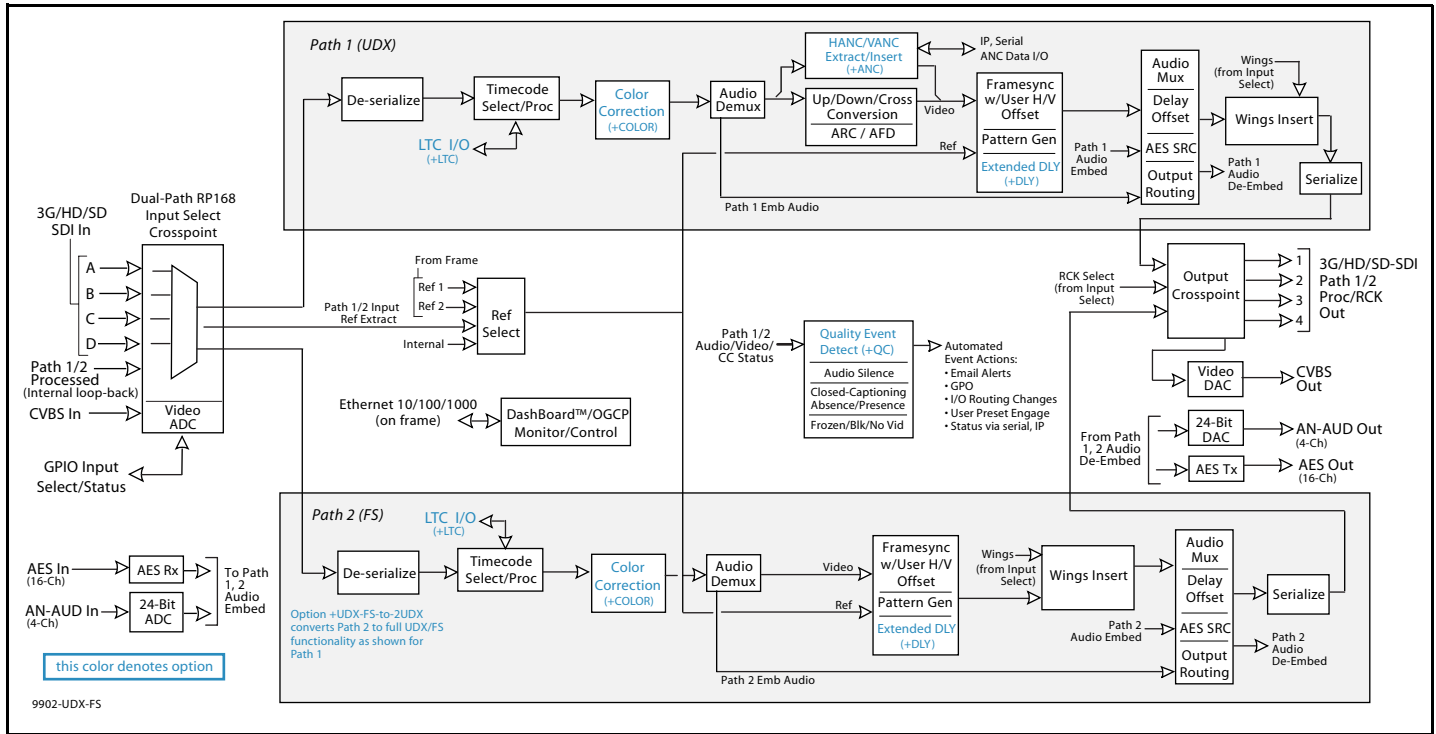 Path 1 (UDX)
De-serialize
Timecode
Select/Proc
LTC I/O
(+LTC)
Color
Correction
(+COLOR)
Audio
Demux
HANC/VANC
Extract/Insert
(+ANC)
IP, Serial
ANC Data I/O
Up/Down/Cross
Conversion
ARC / AFD
Video
Ref
Framesync
w/User H/V
Offset
Pattern Gen
Extended DLY
(+DLY)
Path 1 Emb Audio
Path 1
Audio
Embed
Audio
Mux
Delay
Offset
AES SRC
Output
Routing
Path 1
Audio
De-Embed
Wings
(from Input
Select)
Wings Insert
Serialize
Dual-Path RP168
Input Select
Crosspoint
3G/HD/SD
SDI In
A
B
C
D
Path 1/2
Processed
(Internal loop-back)
CVBS In
Video
ADC
GPIO Input
Select/Status
From Frame
Ref 1
Ref 2
Path 1/2 Input
Ref Extract
Internal
Ref
Select
Ethernet 10/100/1000
(on frame)
DashBoard™/OGCP
Monitor/Control
Path 1/2
Audio/Video/
CC Status
Quality Event
Detect (+QC)
Audio Silence
Closed-Captioning
Absence/Presence
Frozen/Blk/No Vid
Automated
Event Actions:
• Email Alerts
• GPO
• I/O Routing Changes
• User Preset Engage
• Status via serial, IP
RCK Select
(from Input
Select)
Output
Crosspoint
1
2
3
4
3G/HD/SD-SDI
Path 1/2
Proc/RCK
Out
Video
DAC
CVBS
Out
From Path
1, 2 Audio
De-Embed
24-Bit
DAC
AN-AUD Out
(4-Ch)
AES Tx
AES Out
(16-Ch)
Path 2 (FS)
LTC I/O
(+LTC)
De-serialize
Timecode
Select/Proc
Color
Correction
(+COLOR)
Audio
Demux
Video
Ref
Framesync
w/User H/V
Offset
Pattern Gen
Extended DLY
(+DLY)
Wings
(from Input
Select)
Wings Insert
Path 2
Audio Embed
Audio
Mux
Delay
Offset
AES SRC
Output
Routing
Serialize
Path 2
Audio
De-Embed
Path 2 Emb Audio
Option +UDX-FS-to-2UDX
converts Path 2 to full UDX/FS
functionality as shown for
Path 1
AES In
(16-Ch)
AES Rx
AN-AUD In
(4-Ch)
24-Bit
ADC
To Path
1, 2
Audio
Embed
this color denotes option
9902-UDX-FS